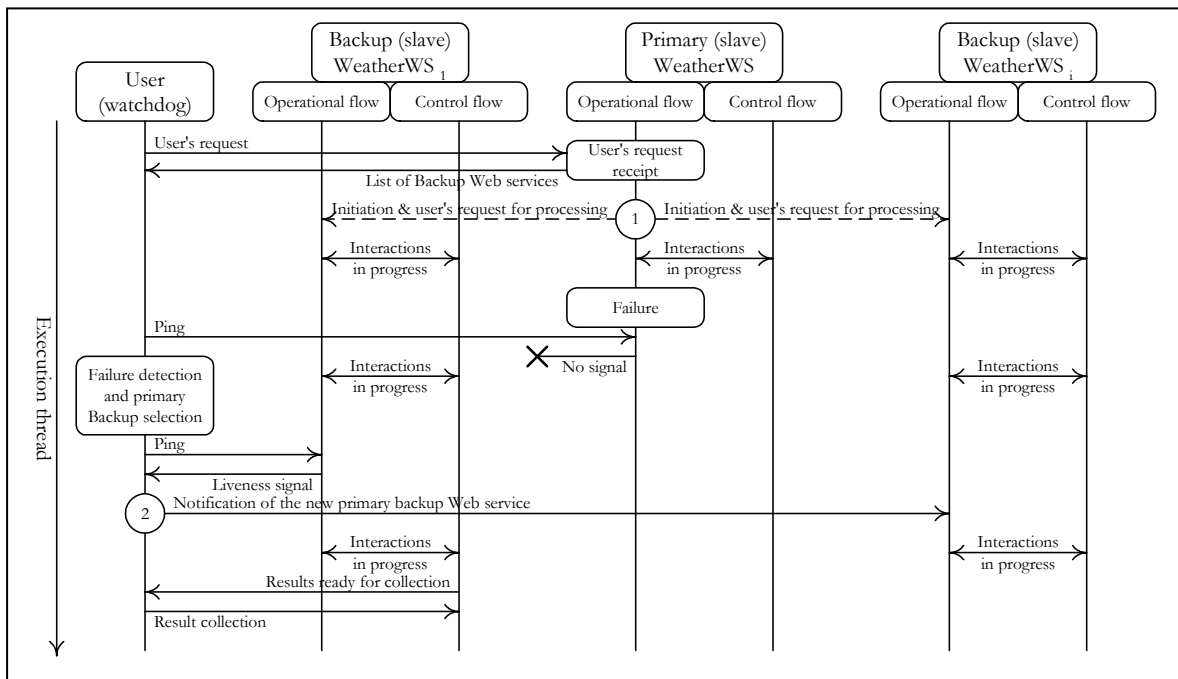 Backup (slave)
WeatherWS 1
Primary (slave)
WeatherWS
Backup (slave)
WeatherWS i
User
(watchdog)
Operational flow
Control flow
Operational flow
Control flow
Operational flow
Control flow
User's request
User's request
receipt
List of Backup Web services
Initiation & user's request for processing
1
Initiation & user's request for processing
Interactions
in progress
Interactions
in progress
Interactions
in progress
Failure
Ping
No signal
Execution thread
Failure detection
and primary
Backup selection
Interactions
in progress
Interactions
in progress
Ping
Liveness signal
2
Notification of the new primary backup Web service
Interactions
in progress
Interactions
in progress
Results ready for collection
Result collection